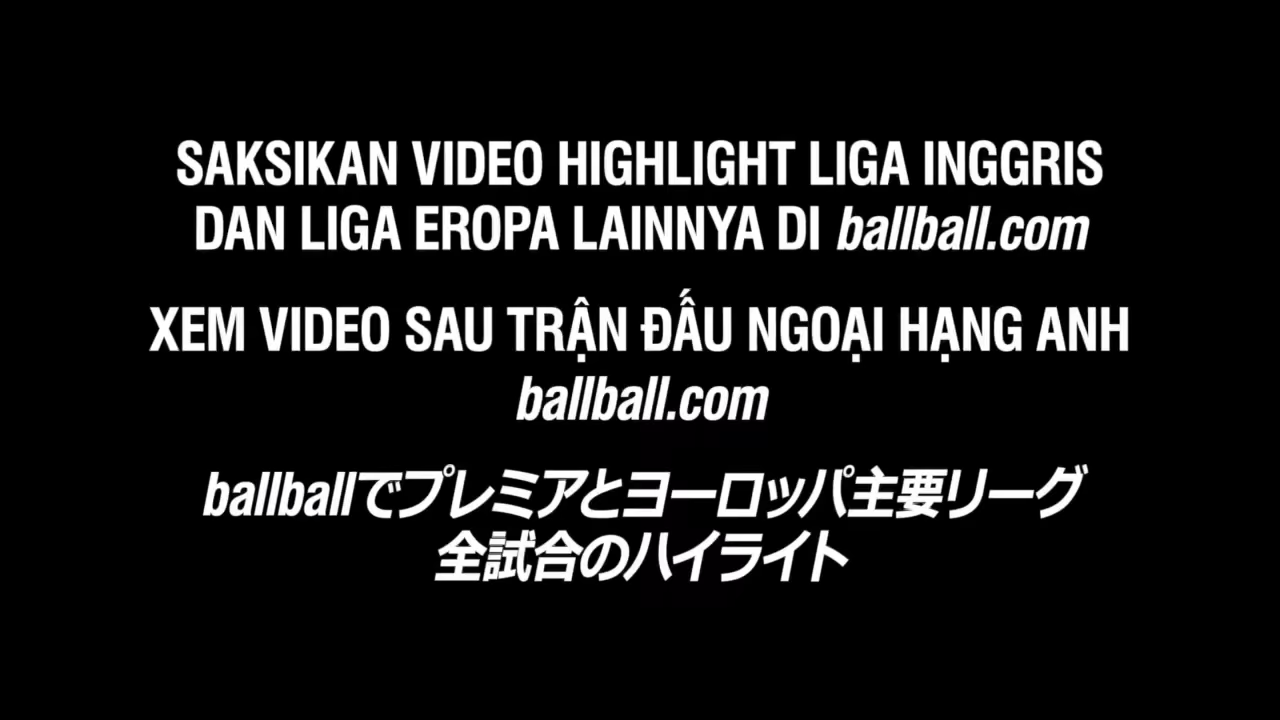 SAKSIKAN VIDEO HIGHLIGHT LIGA INGGRIS
DAN LIGA EROPA LAINNYA DI ballball.com
XEM VIDEO SAU TRẬN ĐẤU NGOẠI HẠNG ANH
ballball.com
ballballでプレミアとヨーロッパ主要リーグ
全試合のハイライト